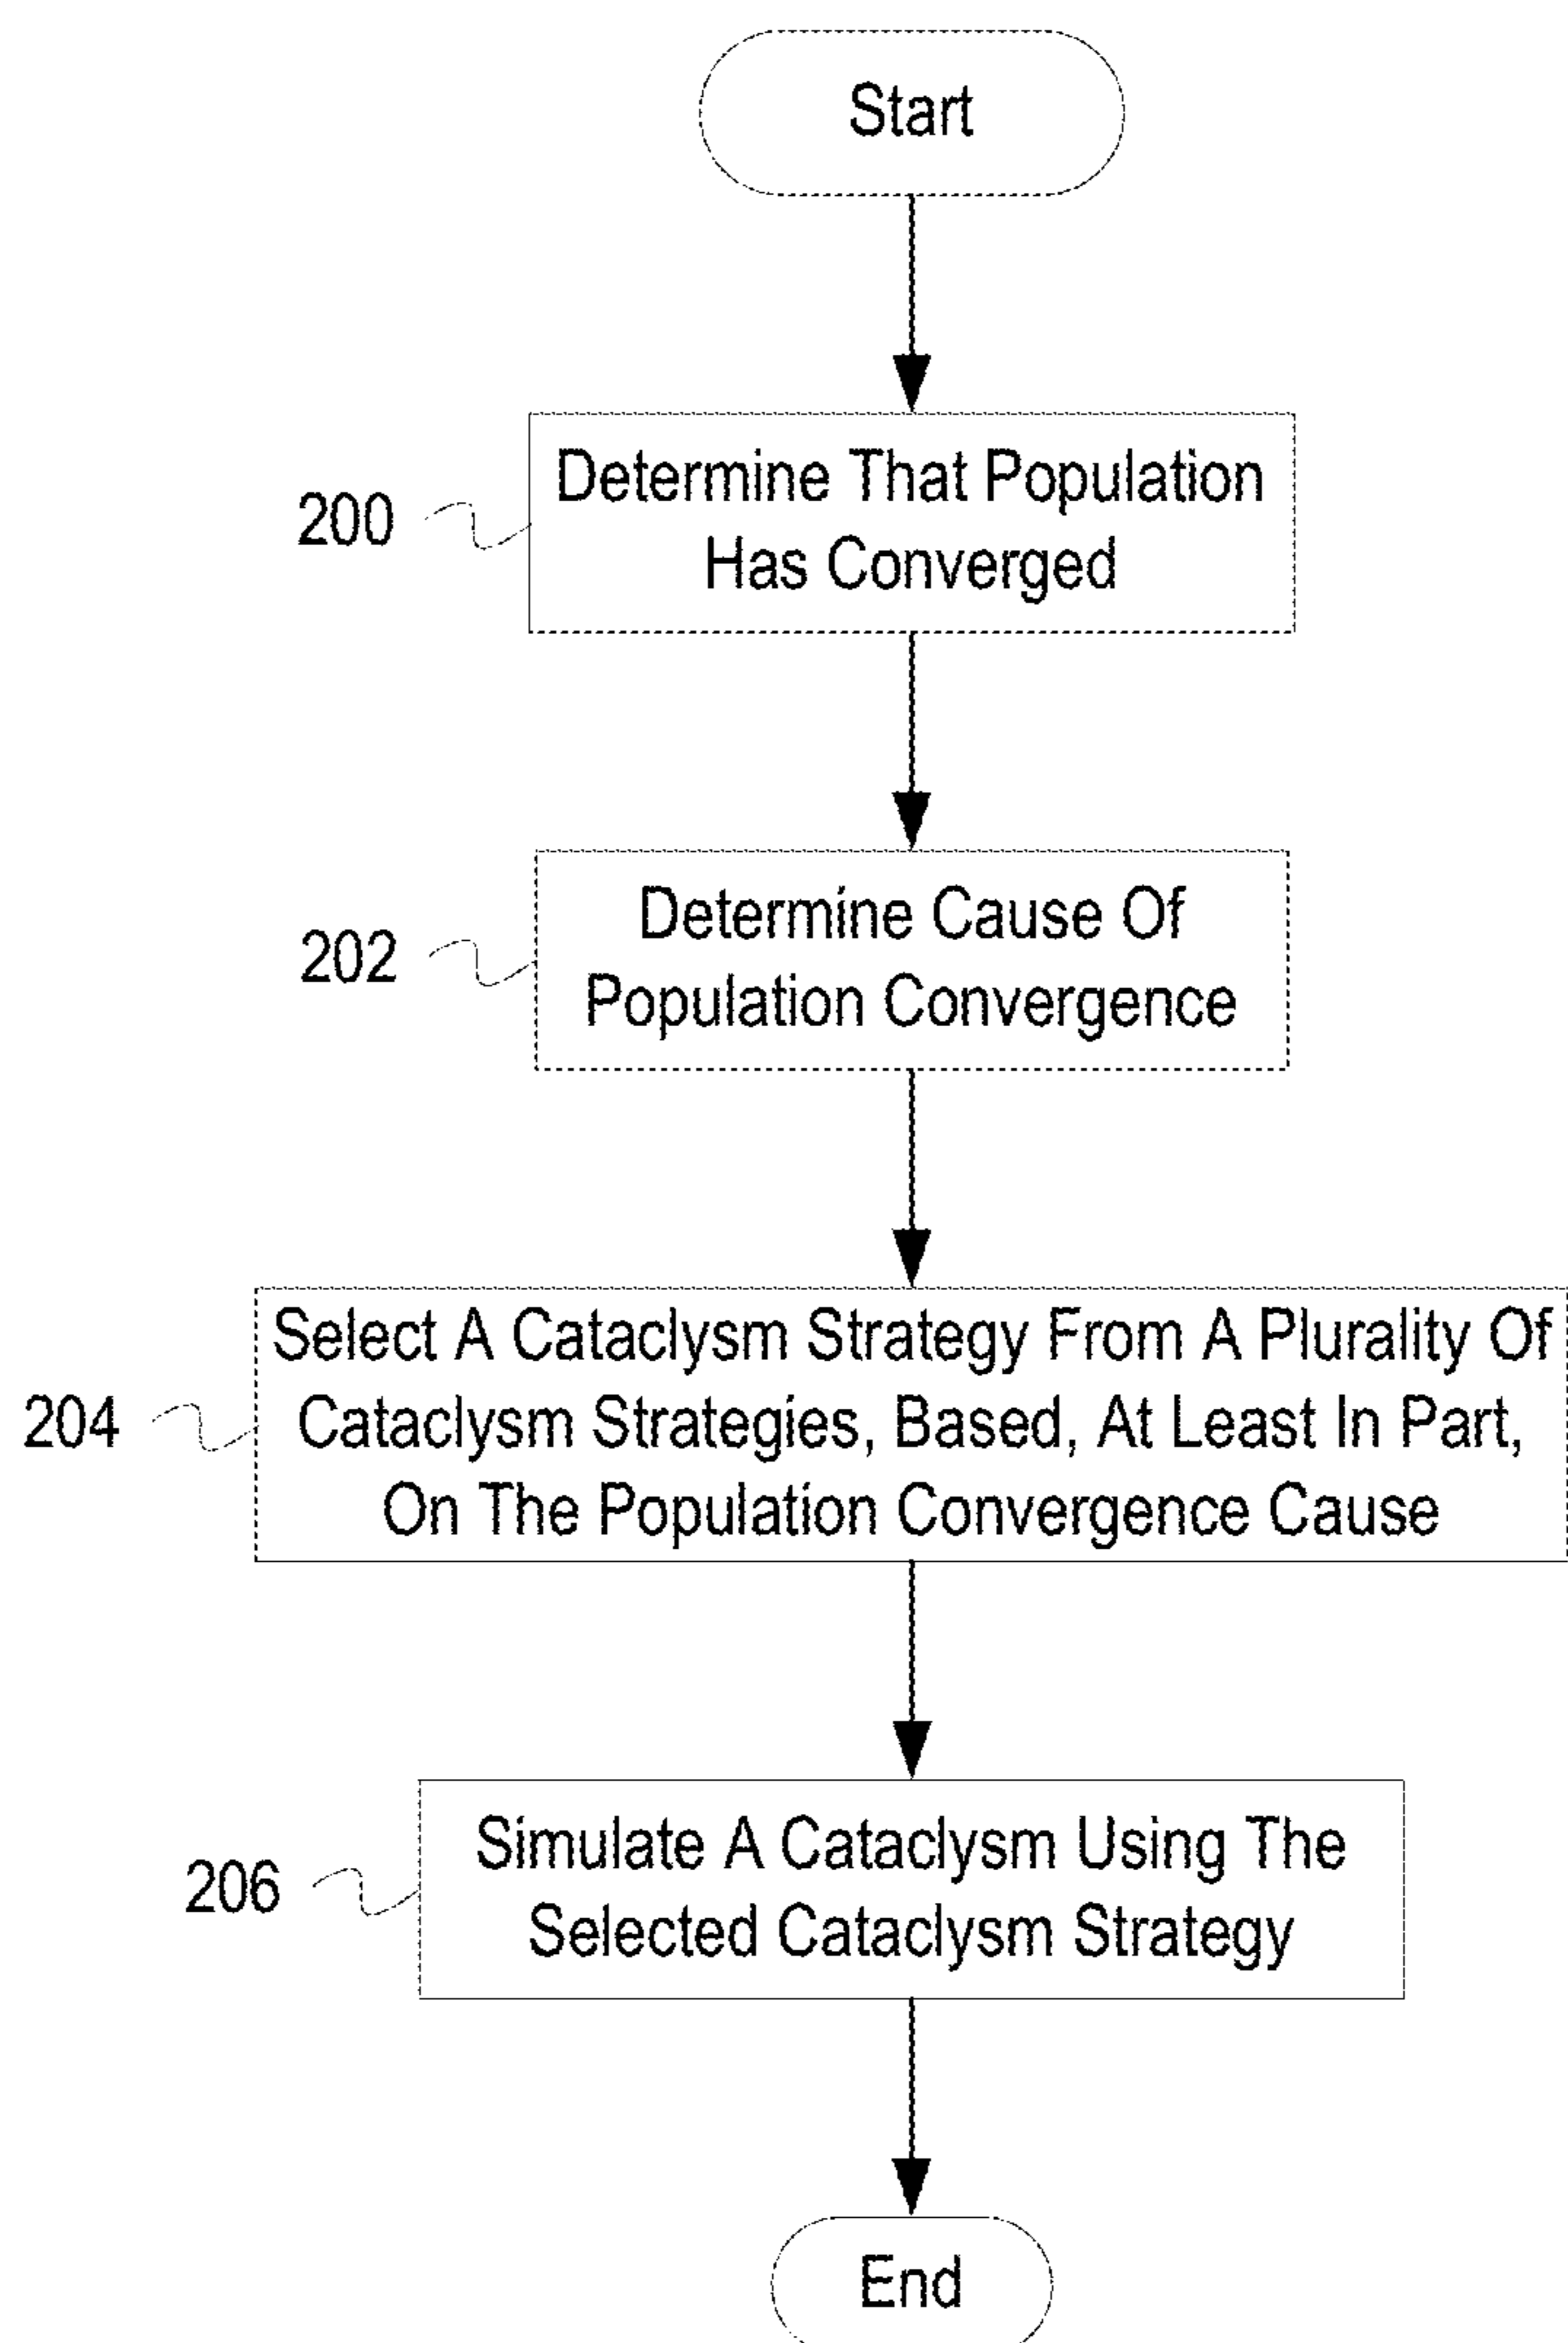 Start
200
Determine That Population
Has Converged
202
Determine Cause Of
Population Convergence
204
Select A Cataclysm Strategy From A Plurality Of
Cataclysm Strategies, Based, At Least In Part,
On The Population Convergence Cause
206
Simulate A Cataclysm Using The
Selected Cataclysm Strategy
End